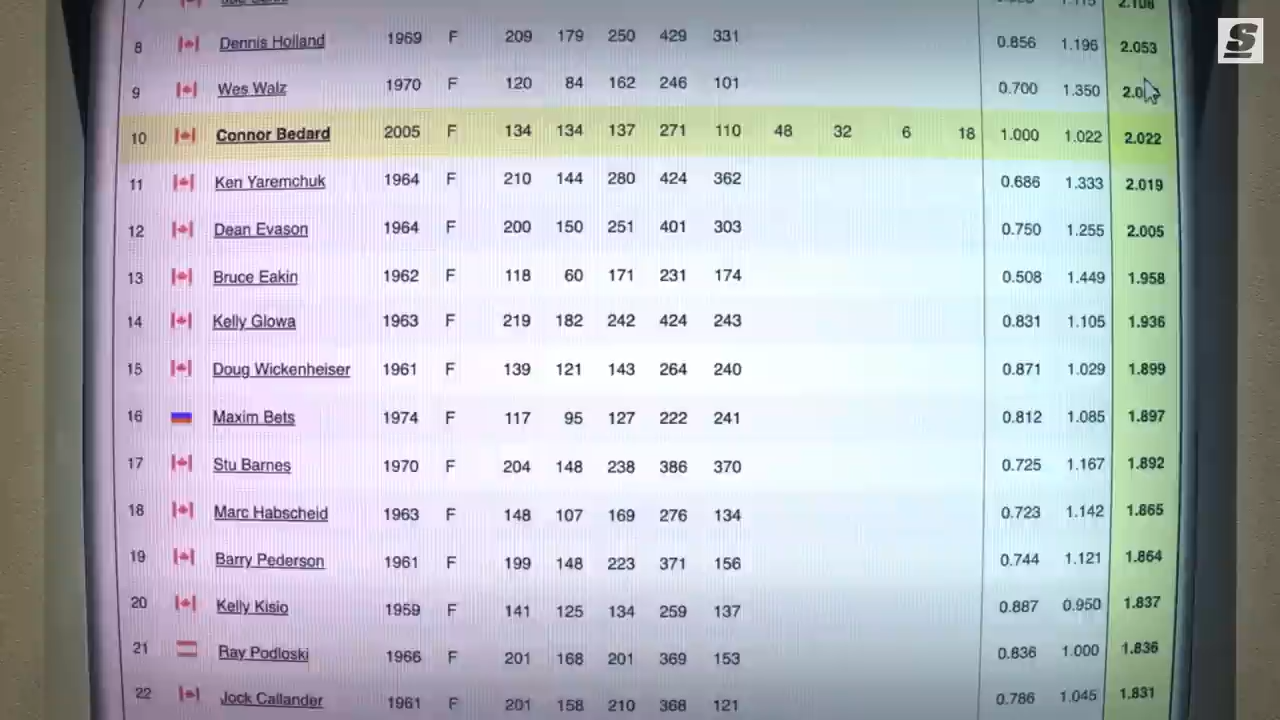 7 2.108
8 Dennis Holland 1969 F 209 179 250 429 331 0.856 1.196 2.053
9 Wes Walz 1970 F 120 84 162 246 101 0.700 1.350 2.0
10 Connor Bedard 2005 F 134 134 137 271 110 48 32 6 18 1.000 1.022 2.022
11 Ken Yaremchuk 1964 F 210 144 280 424 362 0.686 1.333 2.019
12 Dean Evason 1964 F 200 150 251 401 303 0.750 1.255 2.005
13 Bruce Eakin 1962 F 118 60 171 231 174 0.508 1.449 1.958
14 Kelly Glowa 1963 F 219 182 242 424 243 0.831 1.105 1.936
15 Doug Wickenheiser 1961 F 139 121 143 264 240 0.871 1.029 1.899
16 Maxim Bets 1974 F 117 95 127 222 241 0.812 1.085 1.897
17 Stu Barnes 1970 F 204 148 238 386 370 0.725 1.167 1.892
18 Marc Habscheid 1963 F 148 107 169 276 134 0.723 1.142 1.865
19 Barry Pederson 1961 F 199 148 223 371 156 0.744 1.121 1.864
20 Kelly Kisio 1959 F 141 125 134 259 137 0.887 0.950 1.837
21 Ray Podloski 1966 F 201 168 201 369 153 0.836 1.000 1.836
22 Jock Callander 1961 F 201 158 210 368 121 0.786 1.045 1.831
S